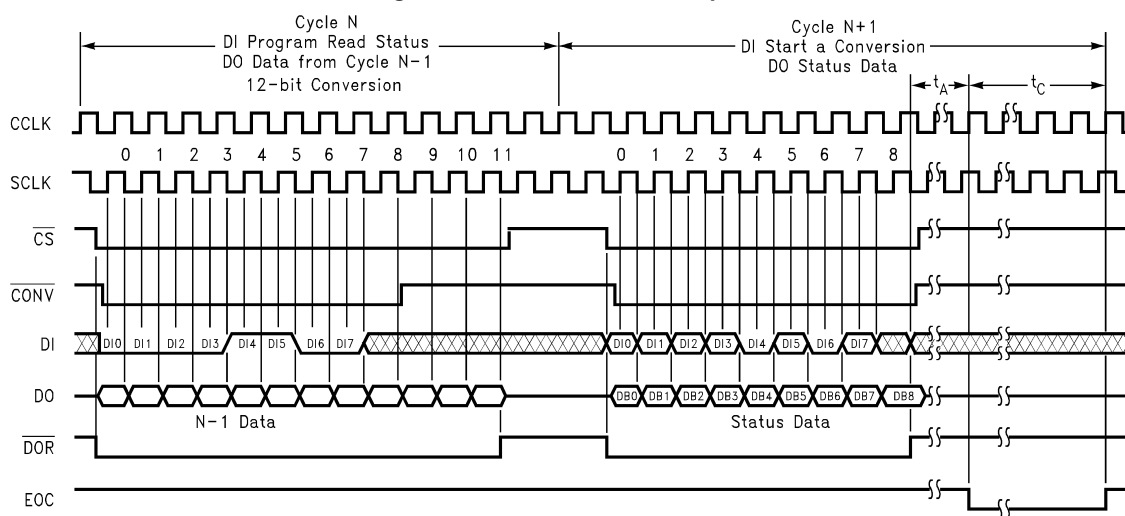 Cycle N
DI Program Read Status
DO Data from Cycle N-1
12-bit Conversion
Cycle N+1
DI Start a Conversion
DO Status Data
tA
tC
CCLK
0 1 2 3 4 5 6 7 8 9 10 11 0 1 2 3 4 5 6 7 8
SCLK
CS
CONV
DI DI0 DI1 DI2 DI3 DI4 DI5 DI6 DI7 DI0 DI1 DI2 DI3 DI4 DI5 DI6 DI7
DO DB0 DB1 DB2 DB3 DB4 DB5 DB6 DB7 DB8
N-1 Data Status Data
DOR
EOC